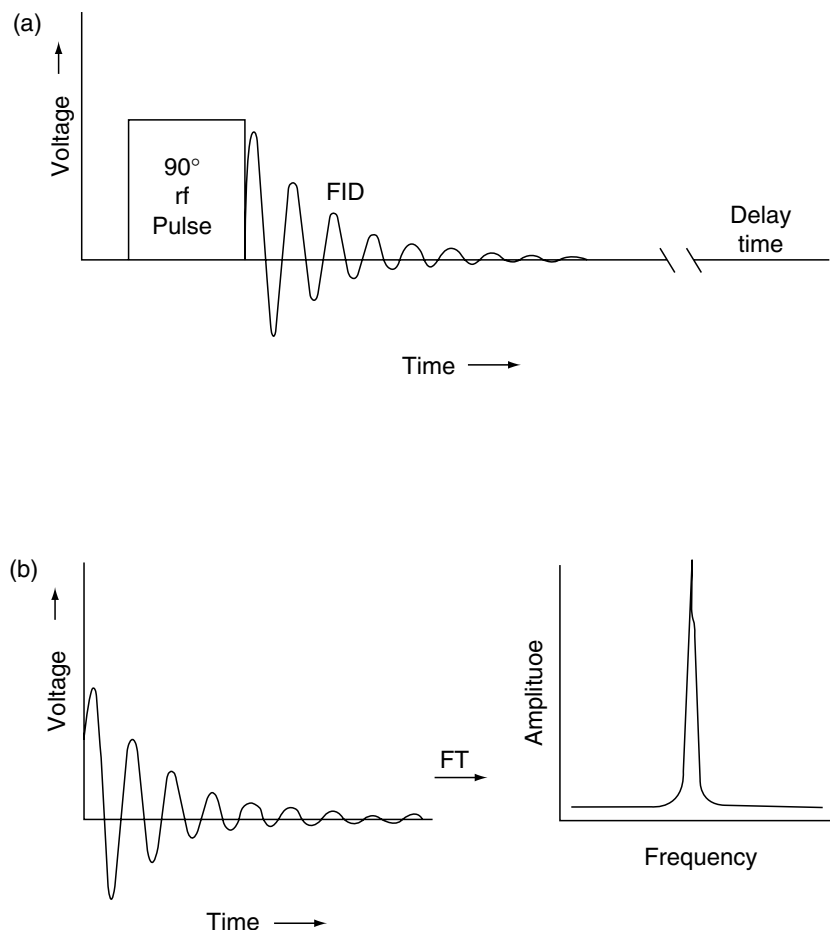 (a)
Voltage
90°
rf
Pulse
FID
Delay
time
Time
(b)
Voltage
Time
FT
Amplituoe
Frequency